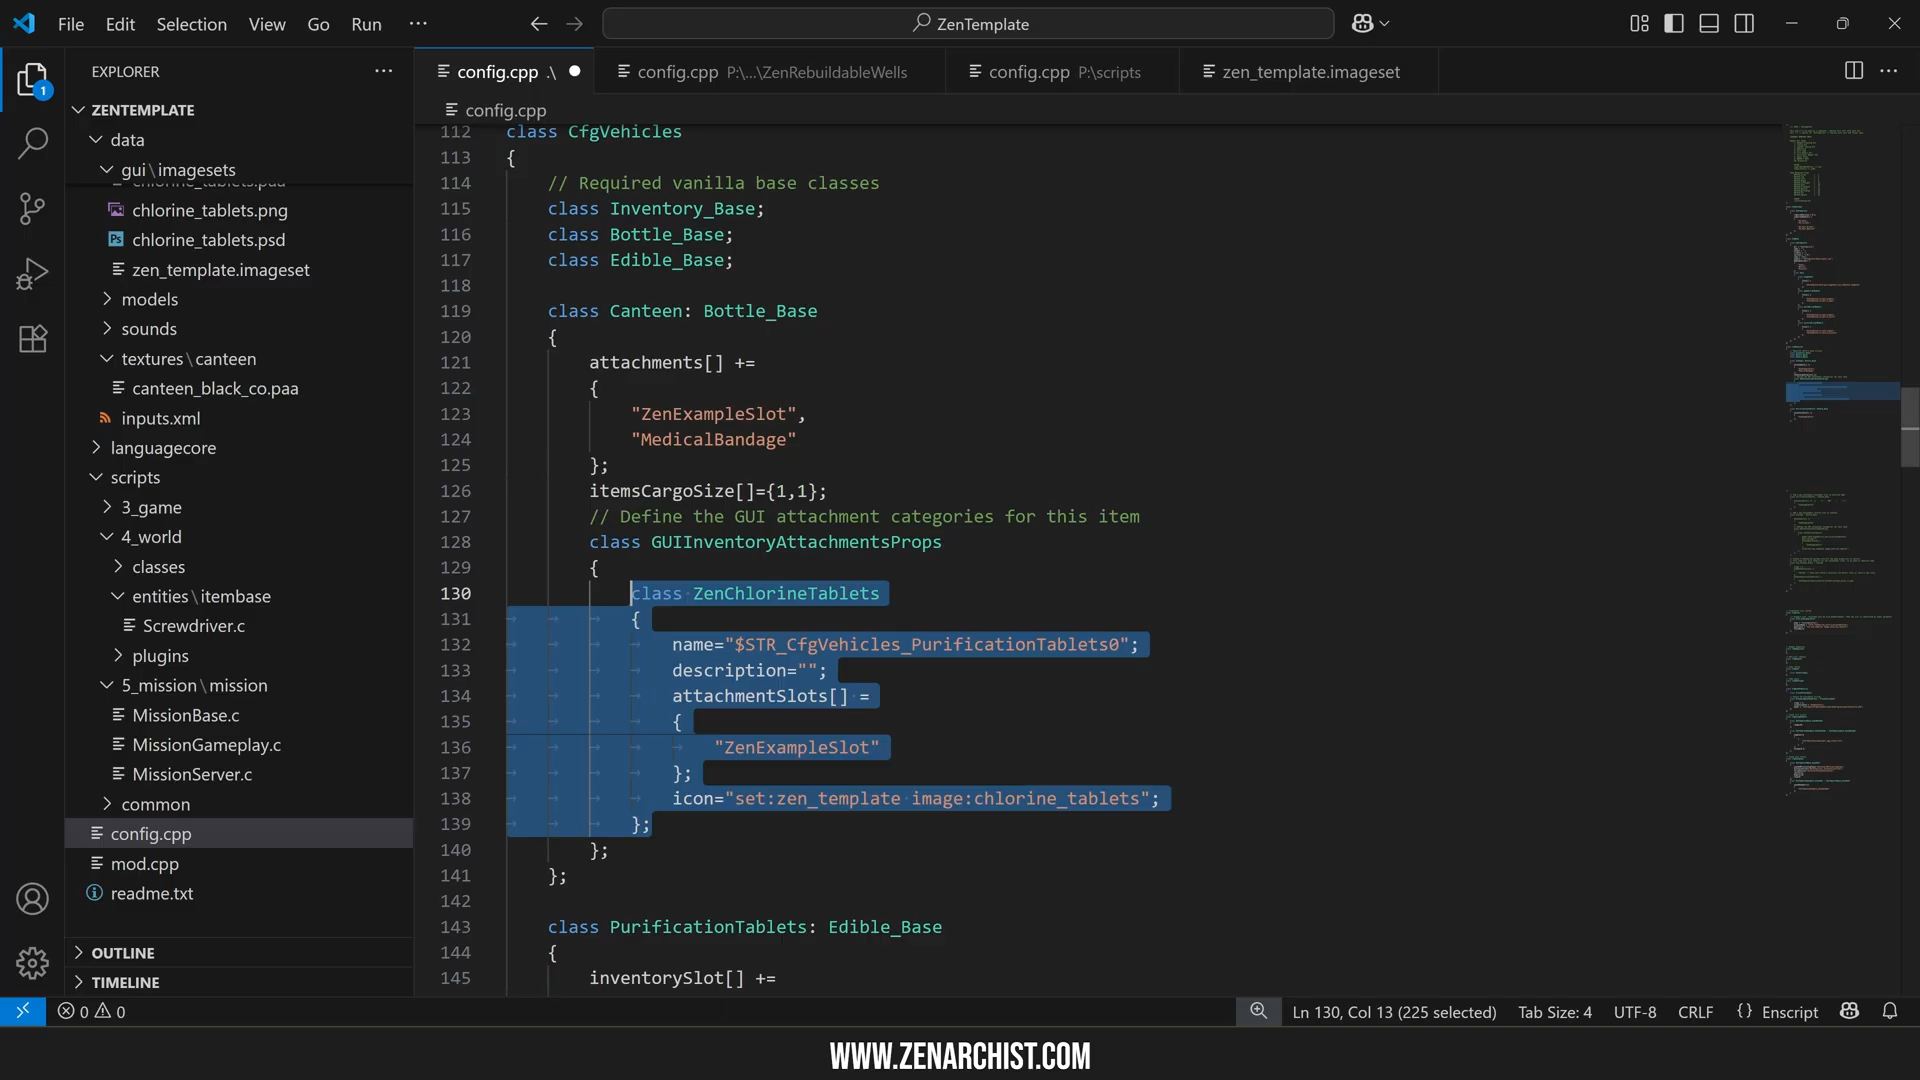 File Edit Selection View Go Run ···
ZenTemplate
EXPLORER
config.cpp .\
config.cpp P:\...\ZenRebuildableWells
config.cpp P:\scripts
zen_template.imageset
1
ZENTEMPLATE
data
gui\imagesets
chlorine_tablets.paa
chlorine_tablets.png
chlorine_tablets.psd
zen_template.imageset
models
sounds
textures\canteen
canteen_black_co.paa
inputs.xml
languagecore
scripts
3_game
4_world
classes
entities\itembase
Screwdriver.c
plugins
5_mission\mission
MissionBase.c
MissionGameplay.c
MissionServer.c
common
config.cpp
mod.cpp
readme.txt
OUTLINE
TIMELINE
config.cpp
112 class CfgVehicles
113 {
114 // Required vanilla base classes
115 class Inventory_Base;
116 class Bottle_Base;
117 class Edible_Base;
118
119 class Canteen: Bottle_Base
120 {
121 attachments[] +=
122 {
123 "ZenExampleSlot",
124 "MedicalBandage"
125 };
126 itemsCargoSize[]={1,1};
127 // Define the GUI attachment categories for this item
128 class GUIInventoryAttachmentsProps
129 {
130 class ZenChlorineTablets
131 {
132 name="$STR_CfgVehicles_PurificationTablets0";
133 description="";
134 attachmentSlots[] =
135 {
136 "ZenExampleSlot"
137 };
138 icon="set:zen_template image:chlorine_tablets";
139 };
140 };
141 };
142
143 class PurificationTablets: Edible_Base
144 {
145 inventorySlot[] +=
0 0
Ln 130, Col 13 (225 selected) Tab Size: 4 UTF-8 CRLF {} Enscript
WWW.ZENARCHIST.COM